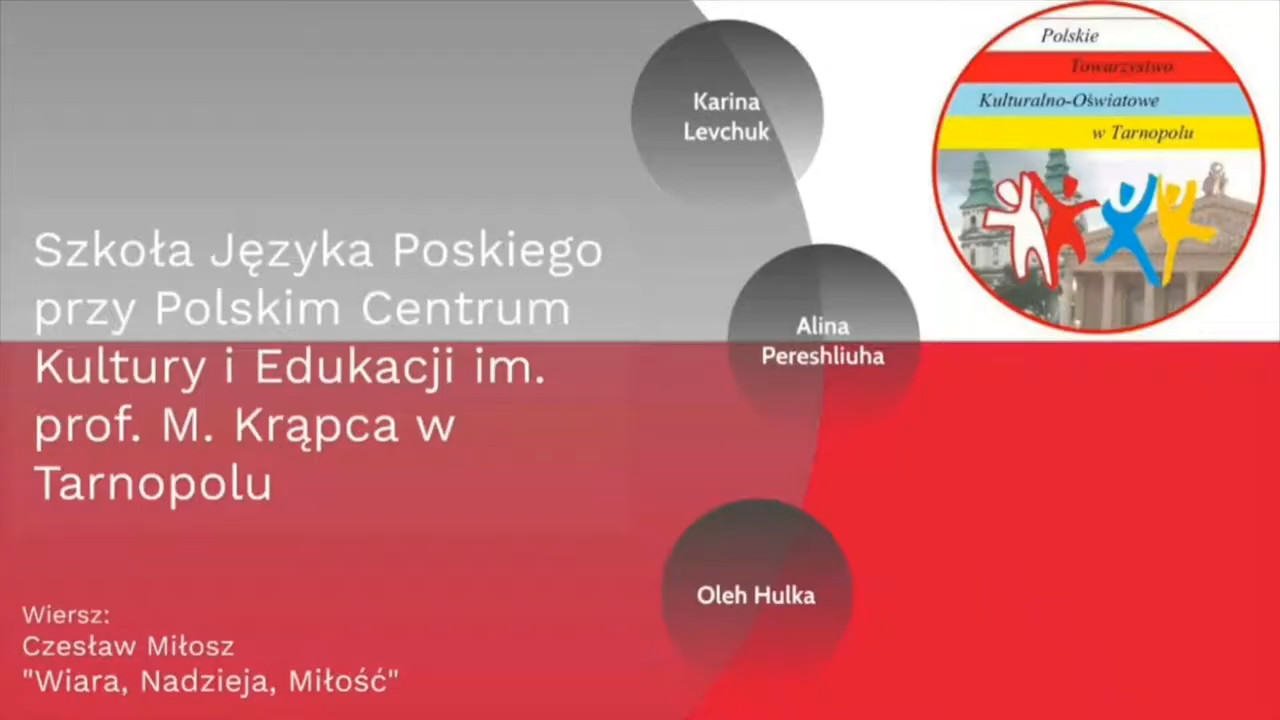 Szkoła Języka Poskiego
przy Polskim Centrum
Kultury i Edukacji im.
prof. M. Krąpca w
Tarnopolu
Wiersz:
Czesław Miłosz
"Wiara, Nadzieja, Miłość"
Karina
Levchuk
Alina
Pereshliuha
Oleh Hulka
Polskie
Towarzystwo
Kulturalno-Oświatowe
w Tarnopolu